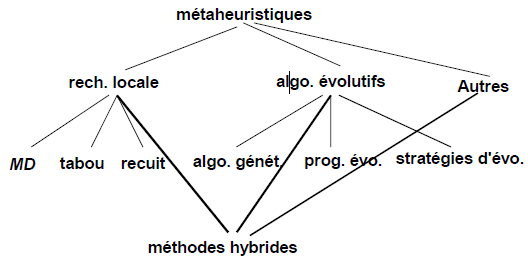 métaheuristiques
rech. locale
algo. évolutifs
Autres
MD
tabou
recuit
algo. génét.
prog. évo.
stratégies d'évo.
méthodes hybrides